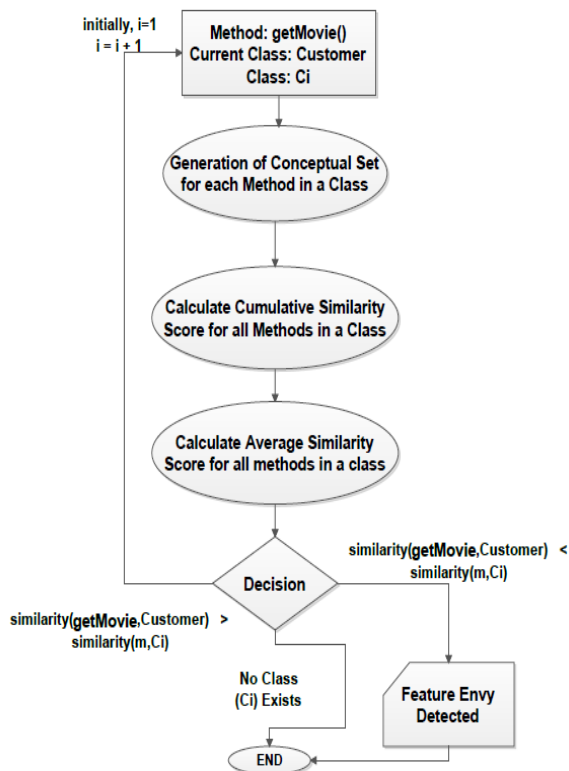 initially, i=1
i = i + 1
Method: getMovie()
Current Class: Customer
Class: Ci
Generation of Conceptual Set
for each Method in a Class
Calculate Cumulative Similarity
Score for all Methods in a Class
Calculate Average Similarity
Score for all methods in a class
Decision
similarity(getMovie,Customer) <
similarity(m,Ci)
similarity(getMovie,Customer) >
similarity(m,Ci)
No Class
(Ci) Exists
Feature Envy
Detected
END